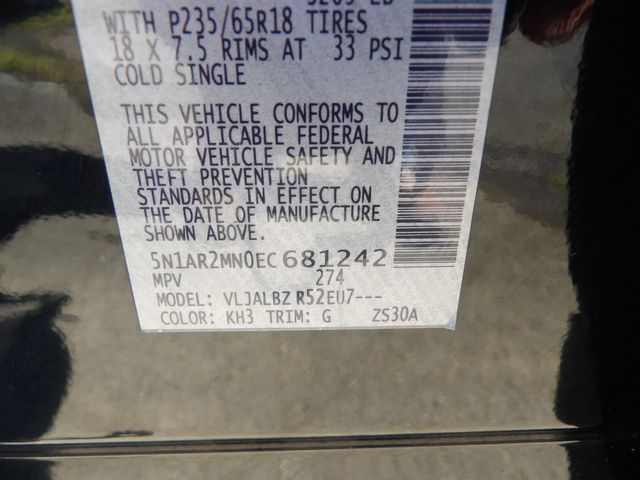 WITH P235/65R18 TIRES
18 X 7.5 RIMS AT 33 PSI
COLD SINGLE
THIS VEHICLE CONFORMS TO
ALL APPLICABLE FEDERAL
MOTOR VEHICLE SAFETY AND
THEFT PREVENTION
STANDARDS IN EFFECT ON
THE DATE OF MANUFACTURE
SHOWN ABOVE.
5N1AR2MN0EC681242
MPV 274
MODEL: VLJALBZ R52EU7---
COLOR: KH3 TRIM: G ZS30A